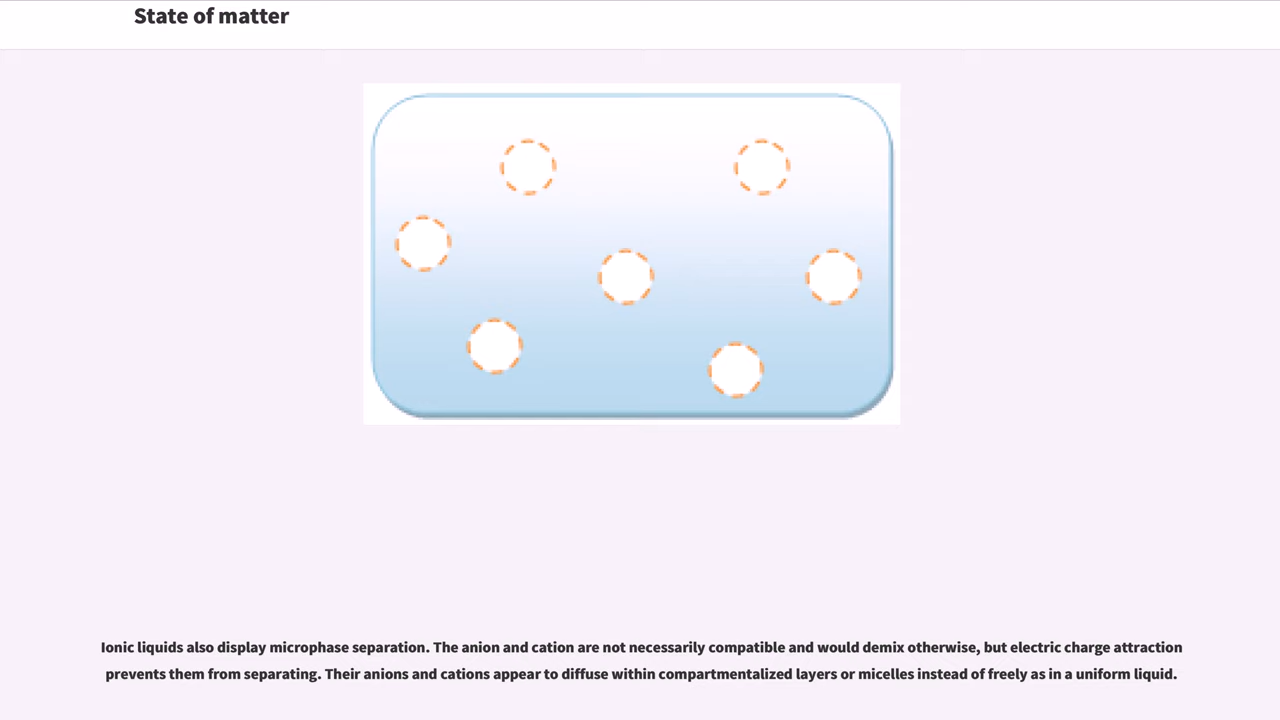 State of matter
Ionic liquids also display microphase separation. The anion and cation are not necessarily compatible and would demix otherwise, but electric charge attraction
prevents them from separating. Their anions and cations appear to diffuse within compartmentalized layers or micelles instead of freely as in a uniform liquid.